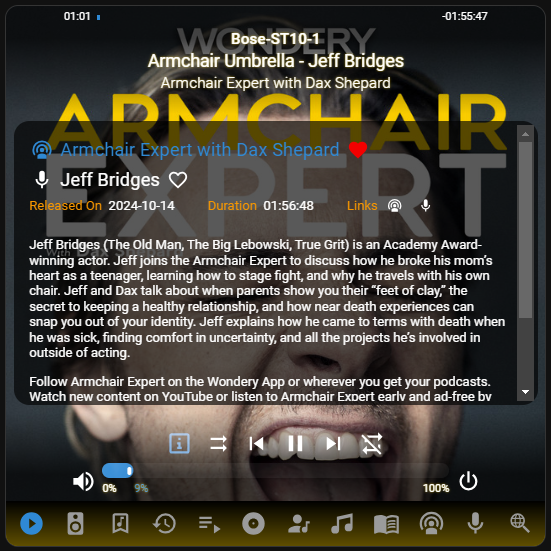 01:01
-01:55:47
WONDERY
Bose-ST10-1
Armchair Umbrella - Jeff Bridges
Armchair Expert with Dax Shepard
ARMCHAIR
Armchair Expert with Dax Shepard
EXPERT
Jeff Bridges
Released On 2024-10-14 Duration 01:56:48 Links
With Dax
Jeff Bridges (The Old Man, The Big Lebowski, True Grit) is an Academy Award-
winning actor. Jeff joins the Armchair Expert to discuss how he broke his mom’s
heart as a teenager, learning how to stage fight, and why he travels with his own
chair. Jeff and Dax talk about when parents show you their “feet of clay,” the
secret to keeping a healthy relationship, and how near death experiences can
snap you out of your identity. Jeff explains how he came to terms with death when
he was sick, finding comfort in uncertainty, and all the projects he’s involved in
outside of acting.
Follow Armchair Expert on the Wondery App or wherever you get your podcasts.
Watch new content on YouTube or listen to Armchair Expert early and ad-free by
0% 9% 100%